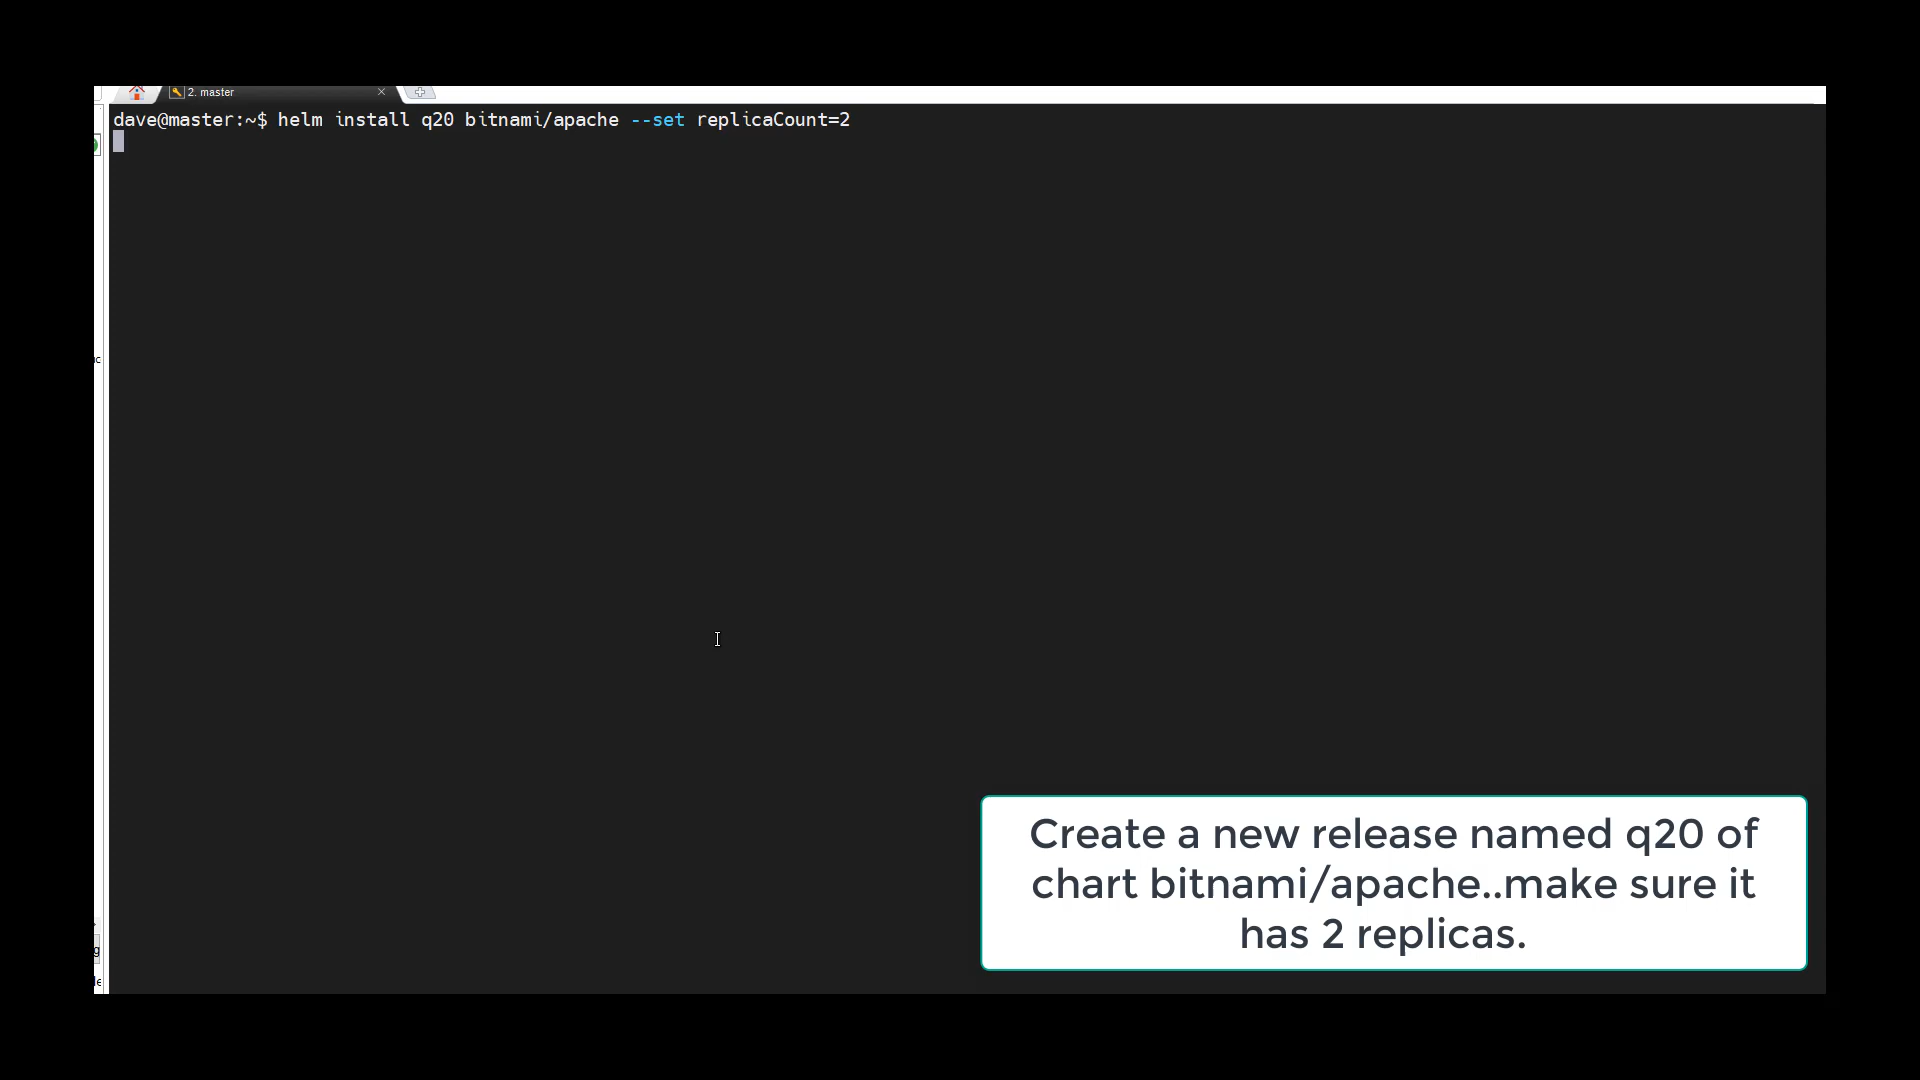 2. master
dave@master:~$ helm install q20 bitnami/apache --set replicaCount=2
Create a new release named q20 of
chart bitnami/apache..make sure it
has 2 replicas.